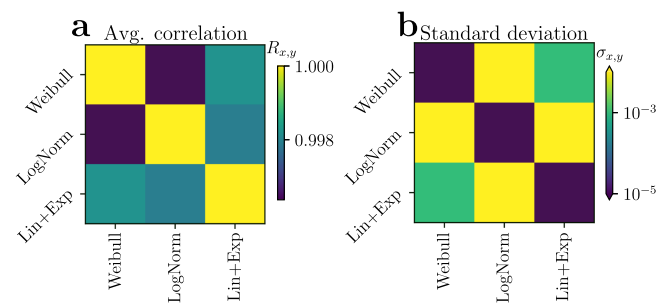 a Avg. correlation
R_{x,y}
Weibull
LogNorm
Lin+Exp
Weibull
LogNorm
Lin+Exp
1.000
0.998
b Standard deviation
σ_{x,y}
Weibull
LogNorm
Lin+Exp
Weibull
LogNorm
Lin+Exp
10⁻³
10⁻⁵